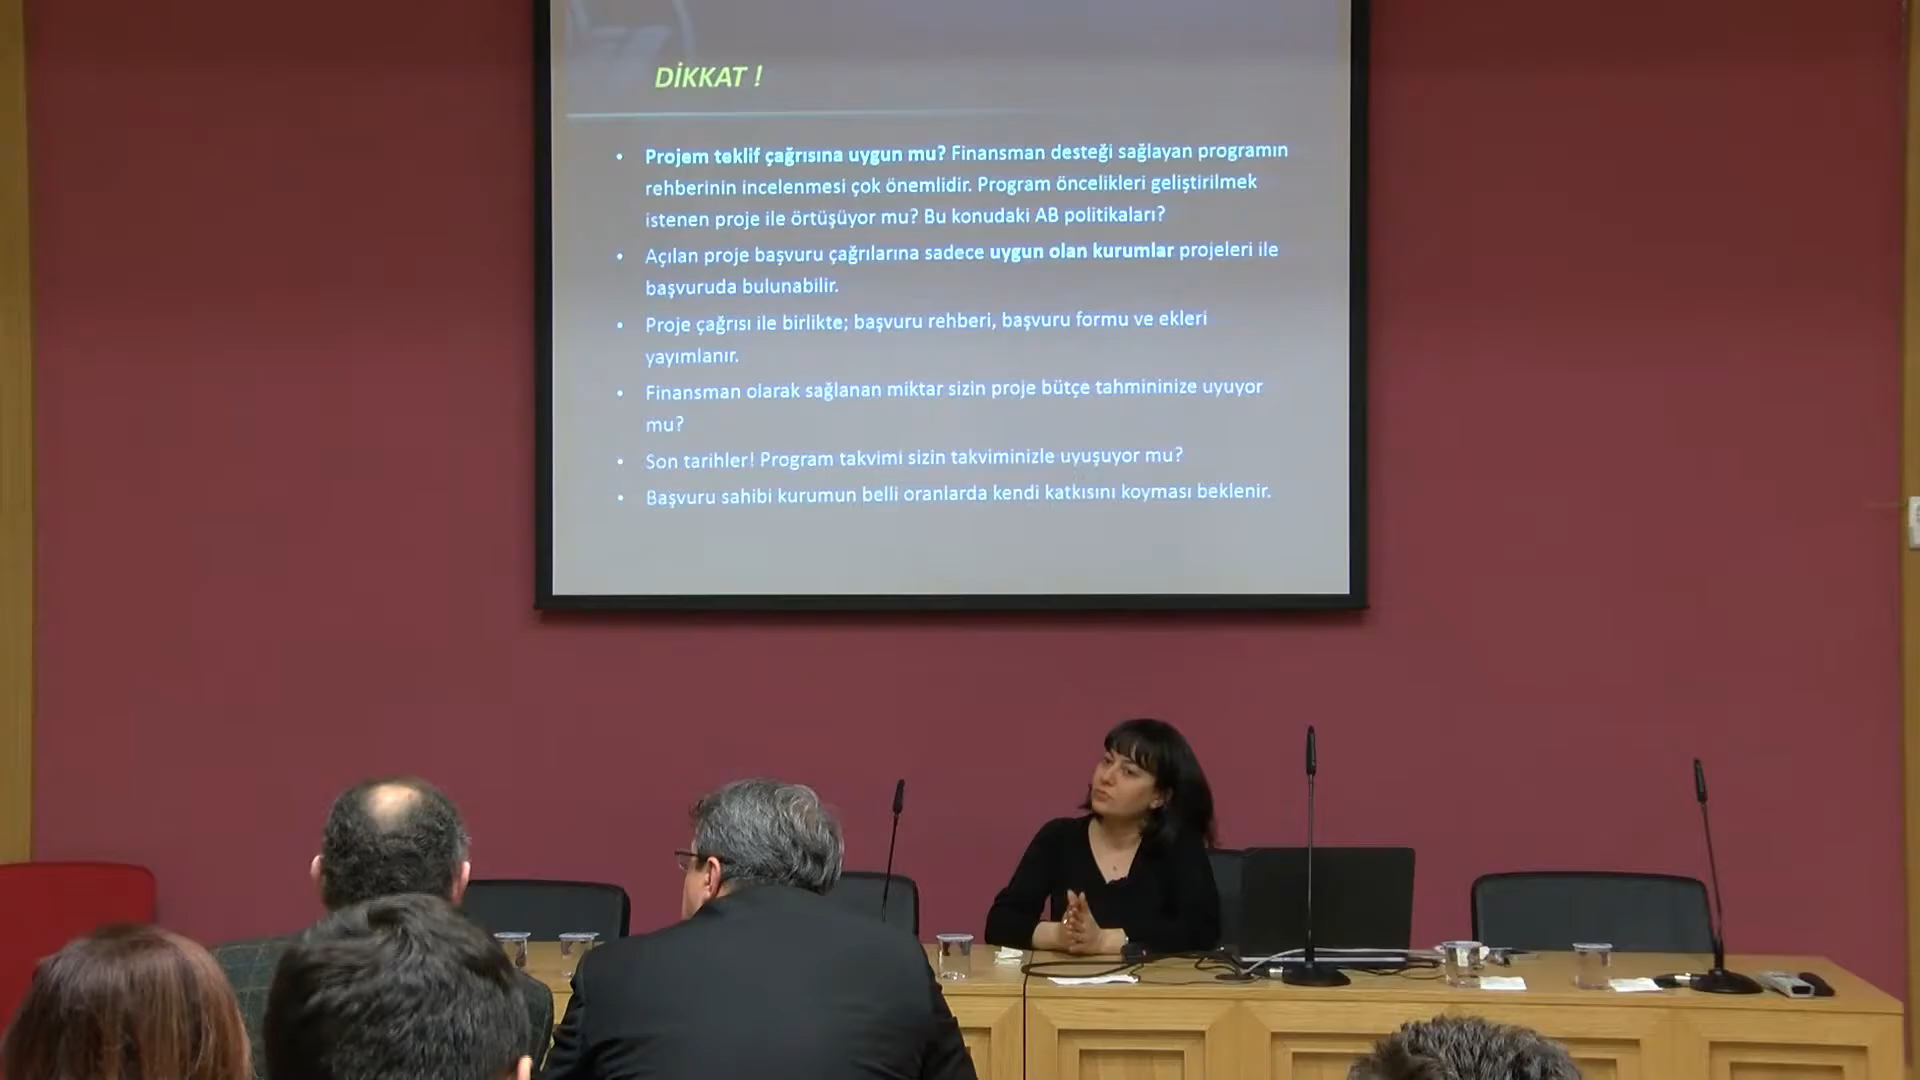 DİKKAT !
• Projem teklif çağrısına uygun mu? Finansman desteği sağlayan programın
rehberinin incelenmesi çok önemlidir. Program öncelikleri geliştirilmek
istenen proje ile örtüşüyor mu? Bu konudaki AB politikaları?
• Açılan proje başvuru çağrılarına sadece uygun olan kurumlar projeleri ile
başvuruda bulunabilir.
• Proje çağrısı ile birlikte; başvuru rehberi, başvuru formu ve ekleri
yayımlanır.
• Finansman olarak sağlanan miktar sizin proje bütçe tahmininize uyuyor
mu?
• Son tarihler! Program takvimi sizin takviminizle uyuşuyor mu?
• Başvuru sahibi kurumun belli oranlarda kendi katkısını koyması beklenir.